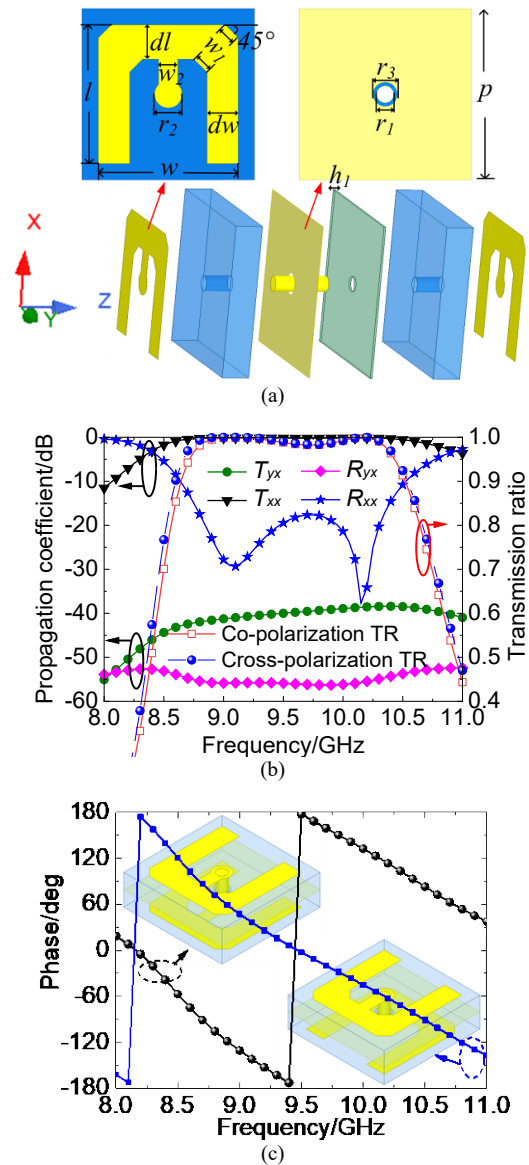 dl
w1
45°
w2
l
r2
dw
w
r3
r1
p
h1
X
Z
Y
(a)
Propagation coefficient/dB
0
-10
-20
-30
-40
-50
-60
Tyx
Ryx
Txx
Rxx
Co-polarization TR
Cross-polarization TR
1.0
0.9
0.8
0.7
0.6
0.5
0.4
Transmission ratio
8.0 8.5 9.0 9.5 10.0 10.5 11.0
Frequency/GHz
(b)
Phase/deg
180
120
60
0
-60
-120
-180
8.0 8.5 9.0 9.5 10.0 10.5 11.0
Frequency/GHz
(c)